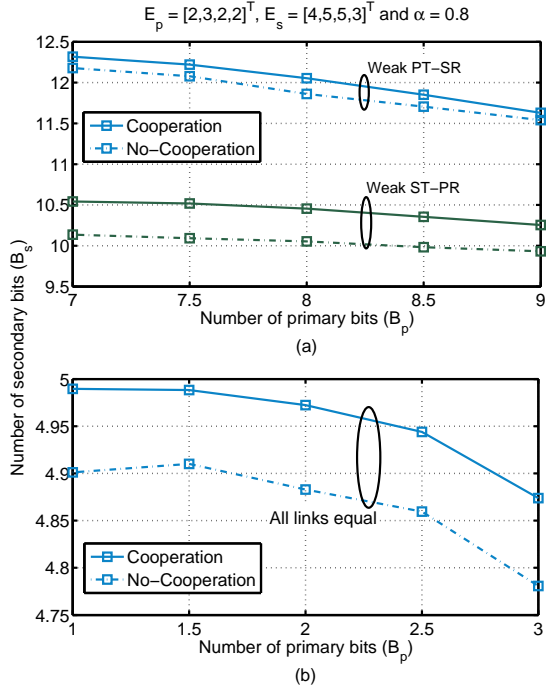 E_p = [2,3,2,2]^T, E_s = [4,5,5,3]^T and α = 0.8
12.5
12
11.5
11
10.5
10
9.5
Weak PT−SR
Cooperation
No−Cooperation
Weak ST−PR
7
7.5
8
8.5
9
Number of primary bits (B_p)
(a)
Number of secondary bits (B_s)
5
4.95
4.9
4.85
4.8
4.75
All links equal
Cooperation
No−Cooperation
1
1.5
2
2.5
3
Number of primary bits (B_p)
(b)